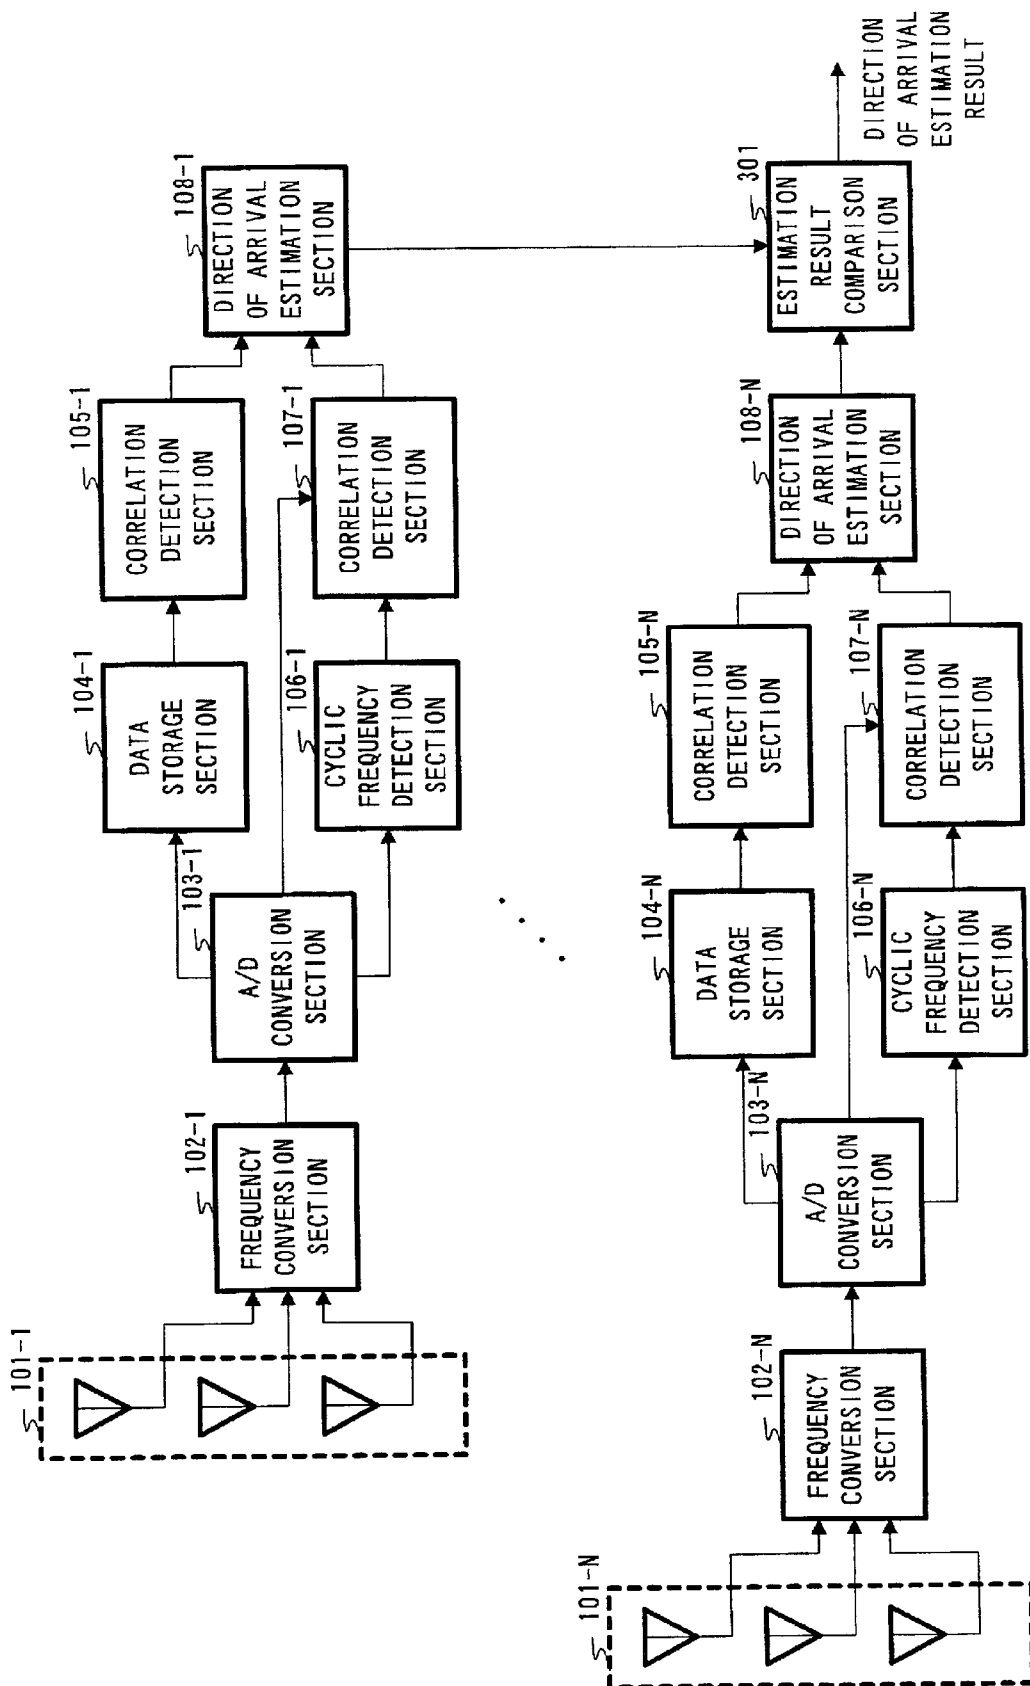 101-1
102-1
FREQUENCY
CONVERSION
SECTION
103-1
A/D
CONVERSION
SECTION
104-1
DATA
STORAGE
SECTION
105-1
CORRELATION
DETECTION
SECTION
106-1
CYCLIC
FREQUENCY
DETECTION
SECTION
107-1
CORRELATION
DETECTION
SECTION
108-1
DIRECTION
OF ARRIVAL
ESTIMATION
SECTION
101-N
102-N
FREQUENCY
CONVERSION
SECTION
103-N
A/D
CONVERSION
SECTION
104-N
DATA
STORAGE
SECTION
105-N
CORRELATION
DETECTION
SECTION
106-N
CYCLIC
FREQUENCY
DETECTION
SECTION
107-N
CORRELATION
DETECTION
SECTION
108-N
DIRECTION
OF ARRIVAL
ESTIMATION
SECTION
301
ESTIMATION
RESULT
COMPARISON
SECTION
DIRECTION
OF ARRIVAL
ESTIMATION
RESULT